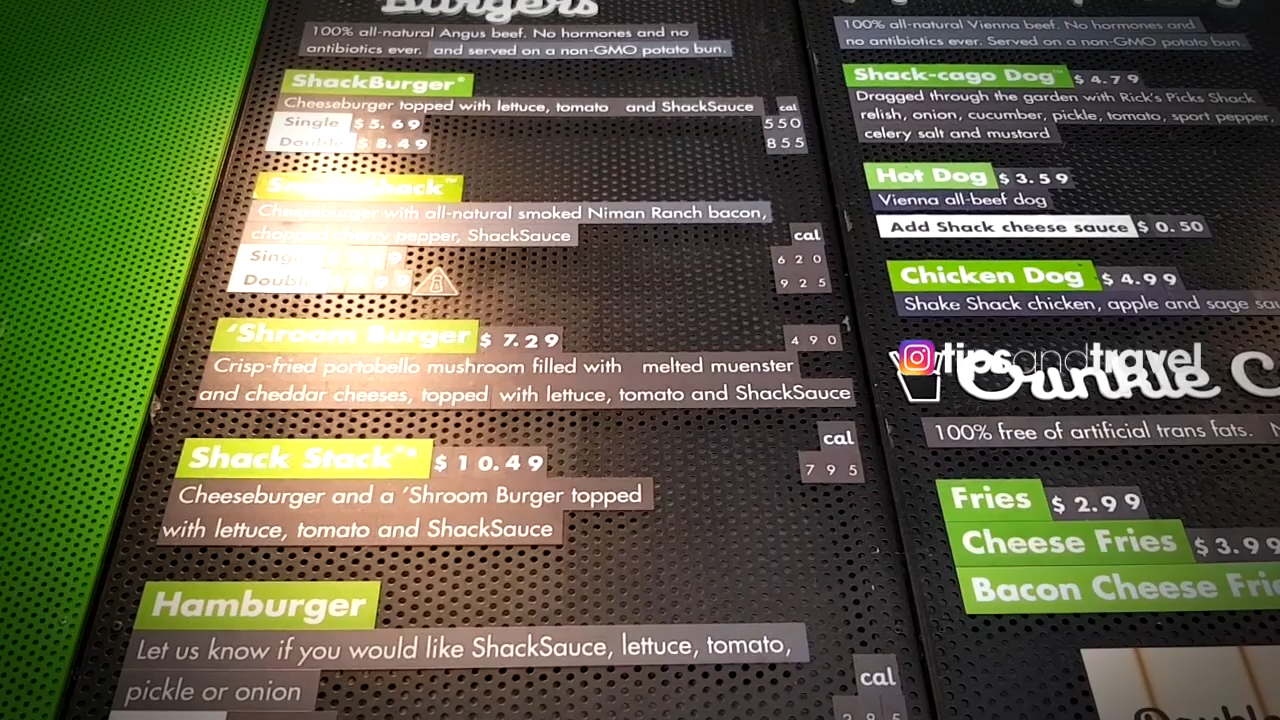 Burgers
100% all-natural Angus beef. No hormones and no
antibiotics ever. and served on a non-GMO potato bun.
ShackBurger®
Cheeseburger topped with lettuce, tomato and ShackSauce
cal
Single $5.69 550
Double $8.49 855
SmokeShack™
Cheeseburger with all-natural smoked Niman Ranch bacon,
chopped cherry pepper, ShackSauce
cal
Single 620
Double 925
'Shroom Burger $7.29 490
Crisp-fried portobello mushroom filled with melted muenster
and cheddar cheeses, topped with lettuce, tomato and ShackSauce
cal
Shack Stack $10.49 795
Cheeseburger and a 'Shroom Burger topped
with lettuce, tomato and ShackSauce
Hamburger
Let us know if you would like ShackSauce, lettuce, tomato,
pickle or onion
cal
100% all-natural Vienna beef. No hormones and
no antibiotics ever. Served on a non-GMO potato bun.
Shack-cago Dog™ $4.79
Dragged through the garden with Rick's Picks Shack
relish, onion, cucumber, pickle, tomato, sport pepper,
celery salt and mustard
Hot Dog $3.59
Vienna all-beef dog
Add Shack cheese sauce $0.50
Chicken Dog $4.99
Shake Shack chicken, apple and sage
tipsandtravel
Crinkle
100% free of artificial trans fats.
Fries $2.99
Cheese Fries $3.99
Bacon Cheese